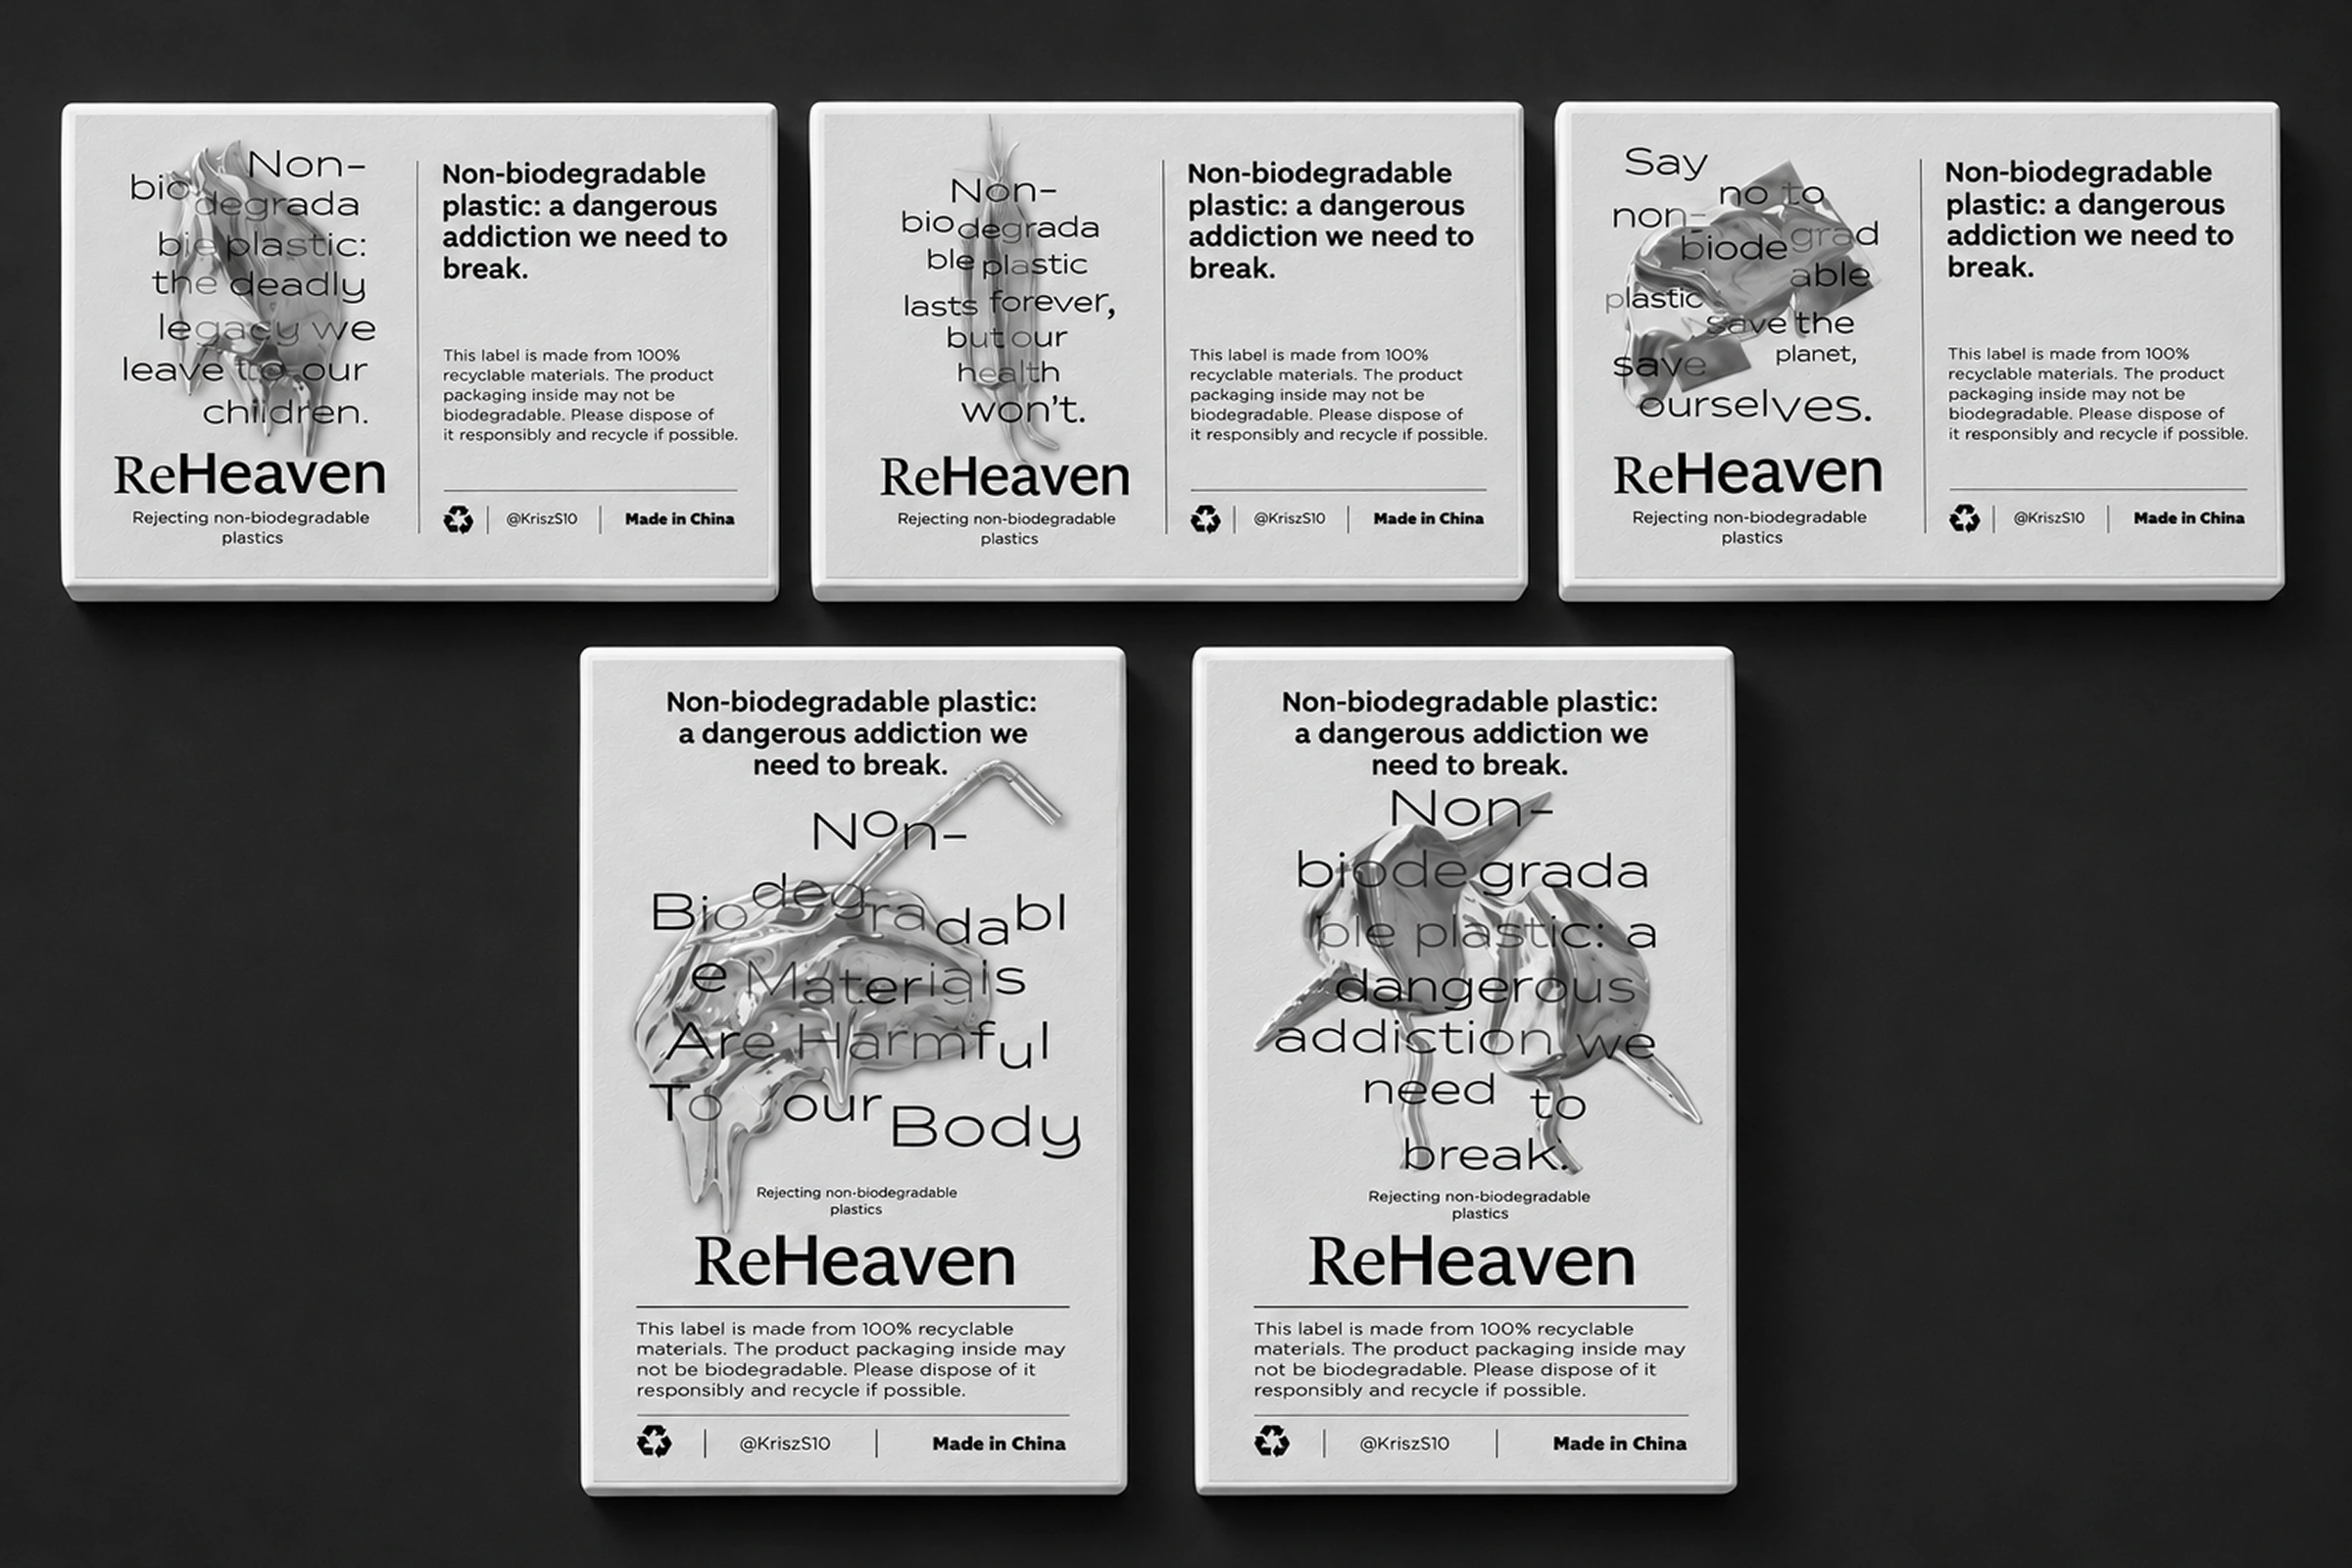 Non-
biodegrada
ble plastic:
the deadly
legacy we
leave to our
children.
ReHeaven
Rejecting non-biodegradable
plastics
Non-biodegradable
plastic: a dangerous
addiction we need to
break.
This label is made from 100%
recyclable materials. The product
packaging inside may not be
biodegradable. Please dispose of
it responsibly and recycle if possible.
@KriszS10
Made in China
Non-
biodegrada
ble plastic
lasts forever,
but our
health
won't.
ReHeaven
Rejecting non-biodegradable
plastics
Non-biodegradable
plastic: a dangerous
addiction we need to
break.
This label is made from 100%
recyclable materials. The product
packaging inside may not be
biodegradable. Please dispose of
it responsibly and recycle if possible.
@KriszS10
Made in China
Say
no to
non-
biodegrad
able
plastic
save the
planet,
save
ourselves.
ReHeaven
Rejecting non-biodegradable
plastics
Non-biodegradable
plastic: a dangerous
addiction we need to
break.
This label is made from 100%
recyclable materials. The product
packaging inside may not be
biodegradable. Please dispose of
it responsibly and recycle if possible.
@KriszS10
Made in China
Non-biodegradable plastic:
a dangerous addiction we
need to break.
Non-
Biodegradabl
e Materials
Are Harmful
To Your Body
Rejecting non-biodegradable
plastics
ReHeaven
This label is made from 100% recyclable
materials. The product packaging inside may
not be biodegradable. Please dispose of it
responsibly and recycle if possible.
@KriszS10
Made in China
Non-biodegradable plastic:
a dangerous addiction we
need to break.
Non-
biodegrada
ble plastic: a
dangerous
addiction we
need to
break.
Rejecting non-biodegradable
plastics
ReHeaven
This label is made from 100% recyclable
materials. The product packaging inside may
not be biodegradable. Please dispose of it
responsibly and recycle if possible.
@KriszS10
Made in China